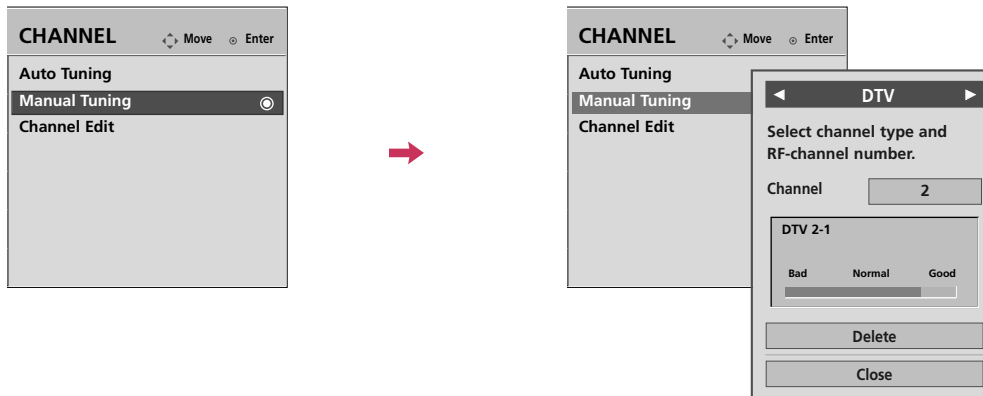 CHANNEL Move Enter
Auto Tuning
Manual Tuning
Channel Edit
CHANNEL Move Enter
Auto Tuning
Manual Tuning
Channel Edit
◄ DTV ►
Select channel type and
RF-channel number.
Channel 2
DTV 2-1
Bad Normal Good
Delete
Close